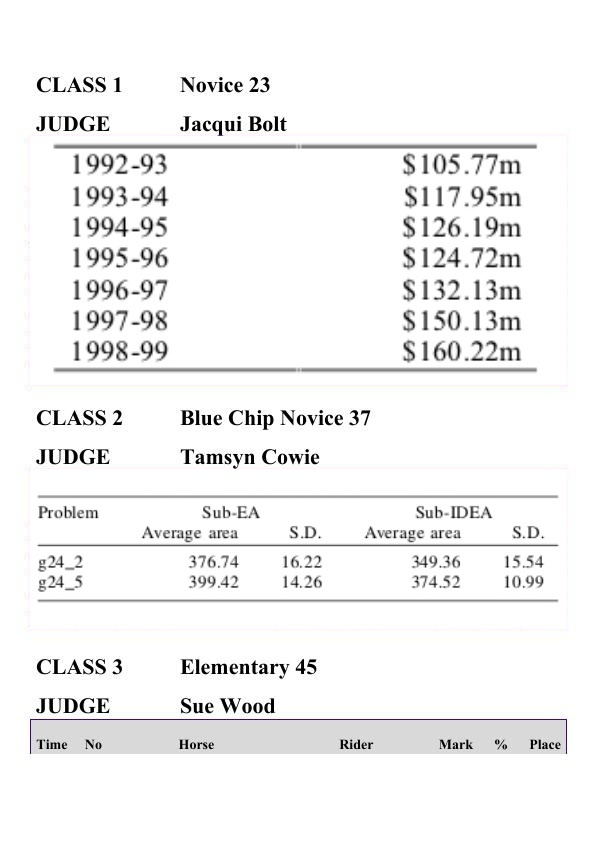 CLASS 1 Novice 23
JUDGE Jacqui Bolt
1992-93 $105.77m
1993-94 $117.95m
1994-95 $126.19m
1995-96 $124.72m
1996-97 $132.13m
1997-98 $150.13m
1998-99 $160.22m
CLASS 2 Blue Chip Novice 37
JUDGE Tamsyn Cowie
Problem Sub-EA Sub-IDEA
Average area S.D. Average area S.D.
g24_2 376.74 16.22 349.36 15.54
g24_5 399.42 14.26 374.52 10.99
CLASS 3 Elementary 45
JUDGE Sue Wood
Time No Horse Rider Mark % Place